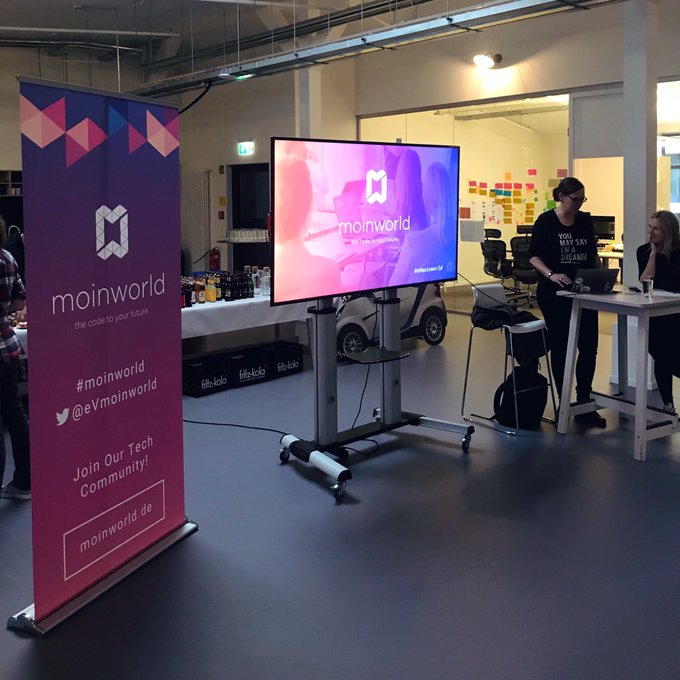 moinworld
the code to your future.
#moinworld
@eVmoinworld
Join Our Tech
Community!
moinworld.de
moinworld
the code to your future.
#eVmoinworld
fritz-kola
fritz-kola
fritz-kola
YOU
MAY SAY
I'M A
DREAMER